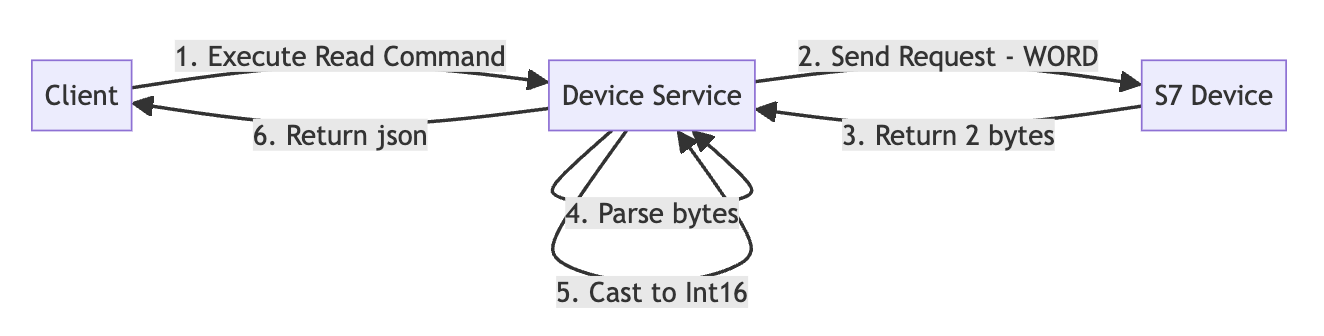 1. Execute Read Command
2. Send Request - WORD
Client
Device Service
S7 Device
6. Return json
3. Return 2 bytes
4. Parse bytes
5. Cast to Int16